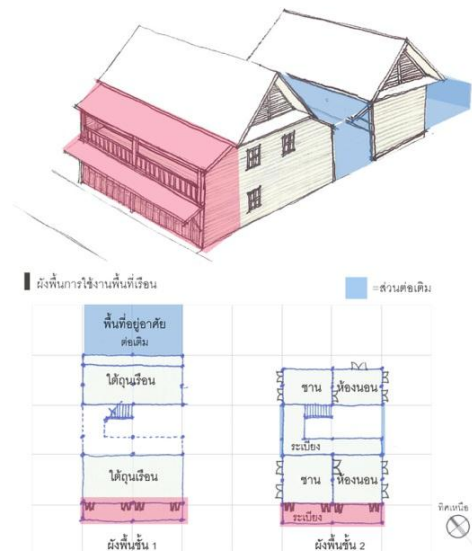 ผังพื้นการใช้งานพื้นที่เรือน
=ส่วนต่อเติม
พื้นที่อยู่อาศัย
ต่อเติม
ใต้ถุนเรือน
ชาน
ห้องนอน
ระเบียง
ใต้ถุนเรือน
ชาน
ห้องนอน
ระเบียง
ทิศเหนือ
ผังพื้นชั้น 1
ผังพื้นชั้น 2